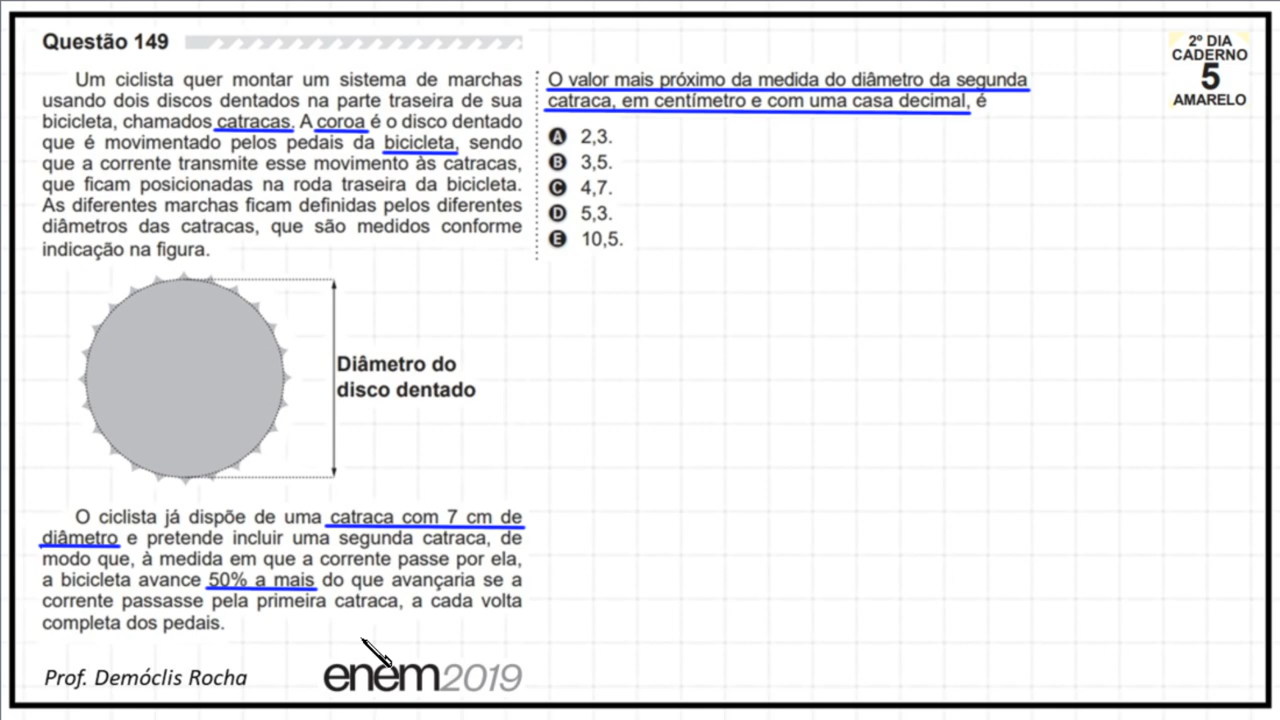 Questão 149
Um ciclista quer montar um sistema de marchas
usando dois discos dentados na parte traseira de sua
bicicleta, chamados catracas. A coroa é o disco dentado
que é movimentado pelos pedais da bicicleta, sendo
que a corrente transmite esse movimento às catracas,
que ficam posicionadas na roda traseira da bicicleta.
As diferentes marchas ficam definidas pelos diferentes
diâmetros das catracas, que são medidos conforme
indicação na figura.
Diâmetro do
disco dentado
O ciclista já dispõe de uma catraca com 7 cm de
diâmetro e pretende incluir uma segunda catraca, de
modo que, à medida em que a corrente passe por ela,
a bicicleta avance 50% a mais do que avançaria se a
corrente passasse pela primeira catraca, a cada volta
completa dos pedais.
O valor mais próximo da medida do diâmetro da segunda
catraca, em centímetro e com uma casa decimal, é
A 2,3.
B 3,5.
C 4,7.
D 5,3.
E 10,5.
2º DIA
CADERNO
5
AMARELO
Prof. Demóclis Rocha
enem2019